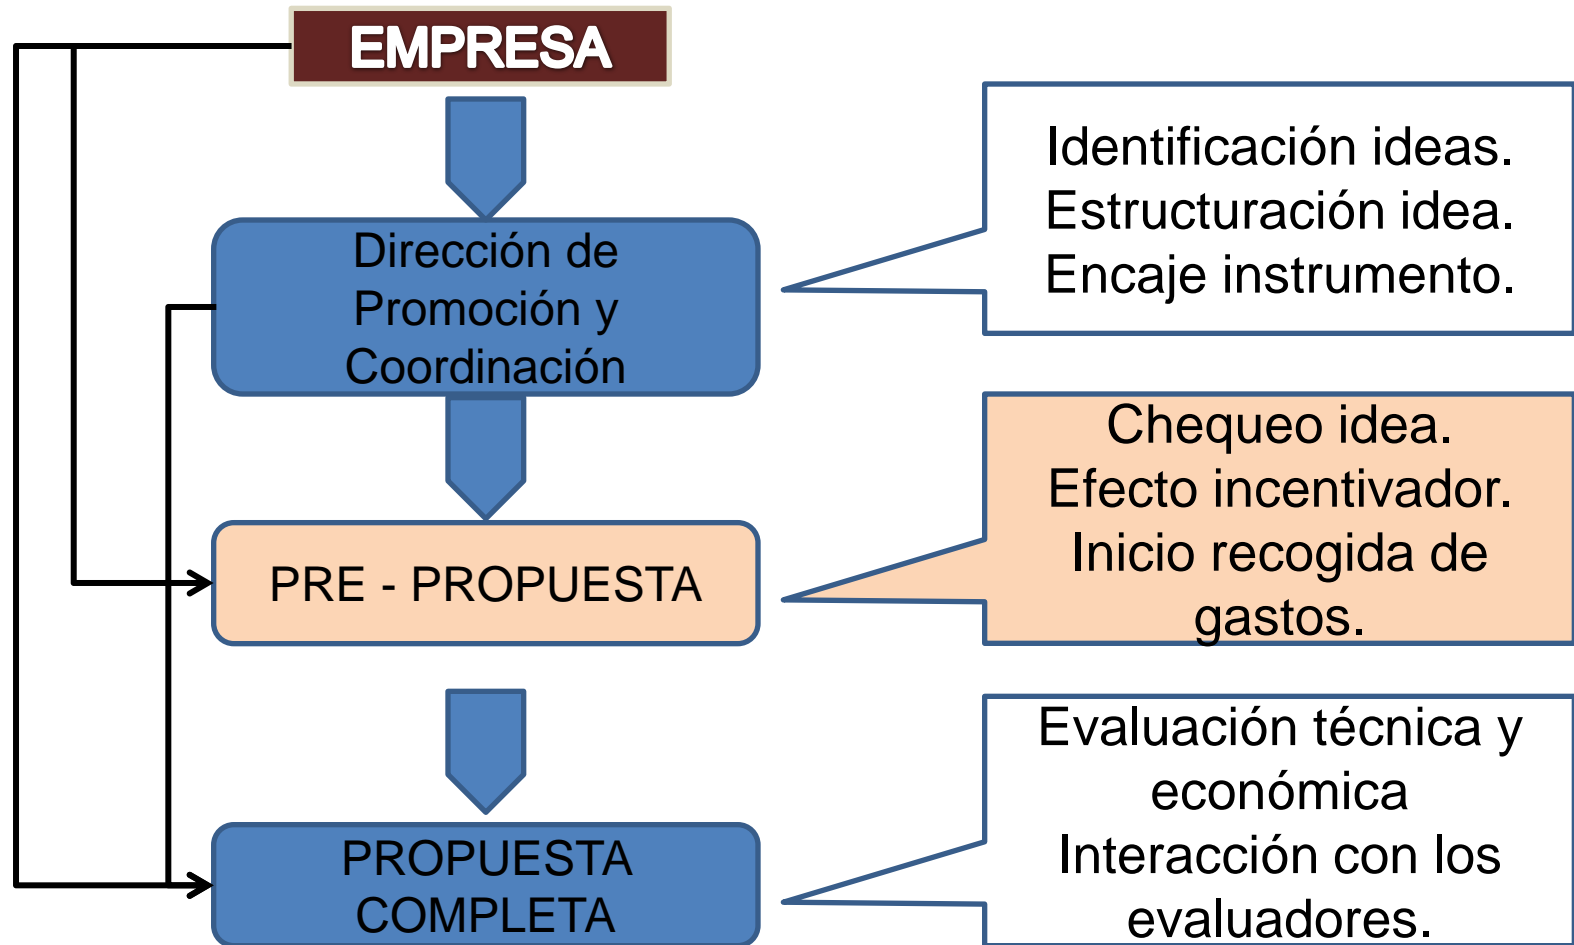 EMPRESA
Identificación ideas.
Estructuración idea.
Encaje instrumento.
Dirección de
Promoción y
Coordinación
Chequeo idea.
Efecto incentivador.
Inicio recogida de
gastos.
PRE - PROPUESTA
Evaluación técnica y
económica
Interacción con los
evaluadores.
PROPUESTA
COMPLETA